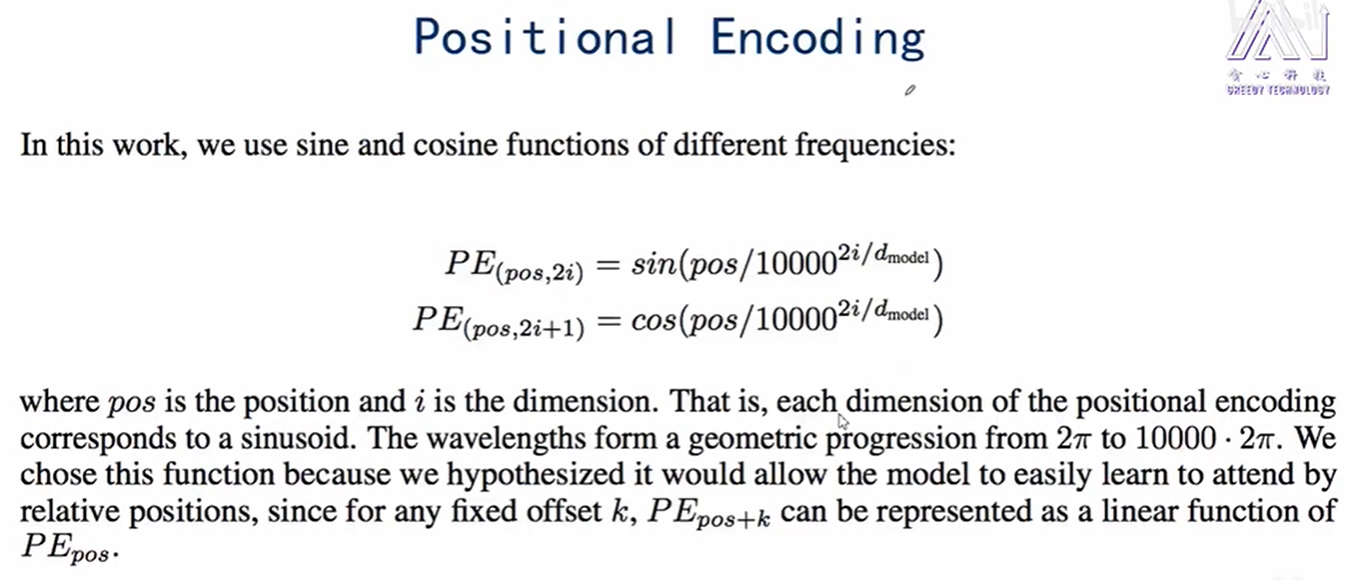 Positional Encoding
贪心科技
GREEDY TECHNOLOGY
In this work, we use sine and cosine functions of different frequencies:
PE(pos,2i) = sin(pos/10000^2i/dmodel)
PE(pos,2i+1) = cos(pos/10000^2i/dmodel)
where pos is the position and i is the dimension. That is, each dimension of the positional encoding
corresponds to a sinusoid. The wavelengths form a geometric progression from 2π to 10000 · 2π. We
chose this function because we hypothesized it would allow the model to easily learn to attend by
relative positions, since for any fixed offset k, PEpos+k can be represented as a linear function of
PEpos.